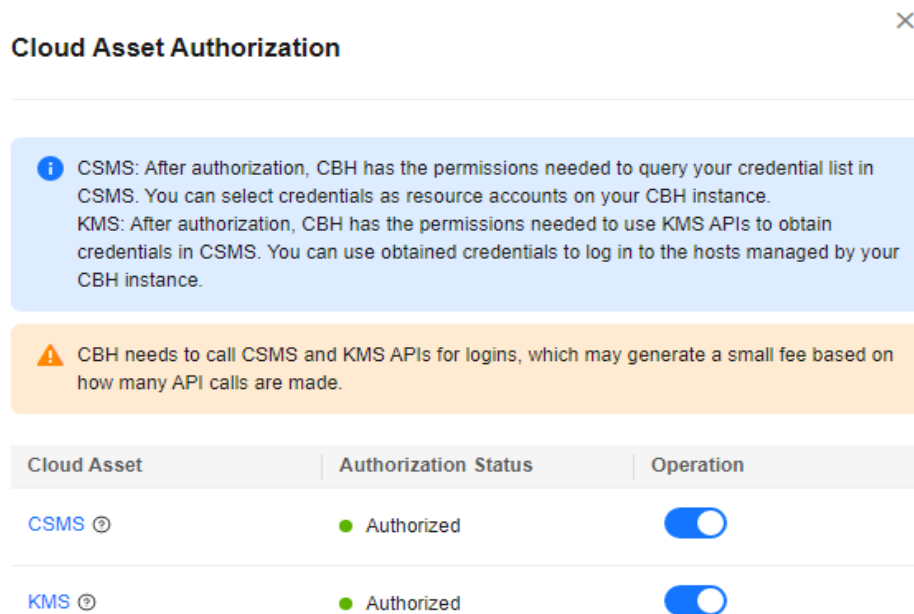 Cloud Asset Authorization
CSMS: After authorization, CBH has the permissions needed to query your credential list in
CSMS. You can select credentials as resource accounts on your CBH instance.
KMS: After authorization, CBH has the permissions needed to use KMS APIs to obtain
credentials in CSMS. You can use obtained credentials to log in to the hosts managed by your
CBH instance.
CBH needs to call CSMS and KMS APIs for logins, which may generate a small fee based on
how many API calls are made.
Cloud Asset Authorization Status Operation
CSMS Authorized
KMS Authorized